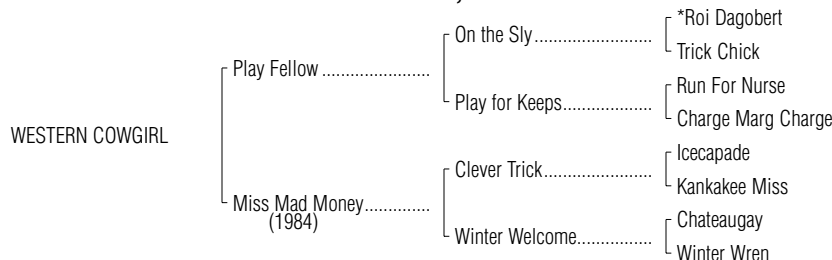 *Roi Dagobert
On the Sly....................
Trick Chick
Play Fellow .......................
Run For Nurse
Play for Keeps.................
Charge Marg Charge
WESTERN COWGIRL
Icecapade
Clever Trick.....................
Kankakee Miss
Miss Mad Money..............
(1984)
Chateaugay
Winter Welcome...............
Winter Wren